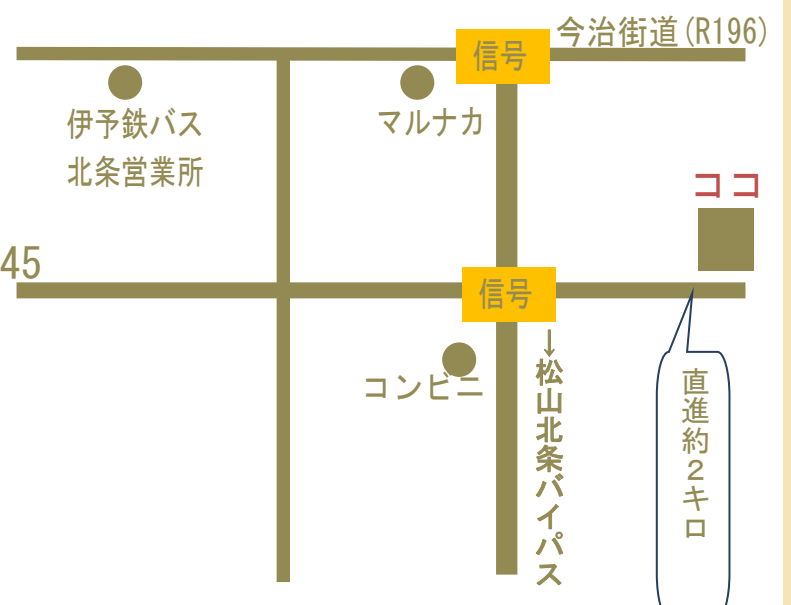 今治街道(R196)
信号
伊予鉄バス
北条営業所
マルナカ
ココ
45
信号
コンビニ
↓松山北条バイパス
直進約2キロ